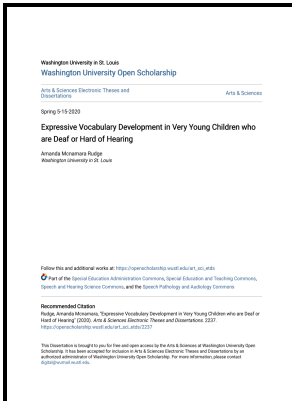 Washington University in St. Louis
Washington University Open Scholarship
Arts & Sciences Electronic Theses and
Dissertations
Arts & Sciences
Spring 5-15-2020
Expressive Vocabulary Development in Very Young Children who
are Deaf or Hard of Hearing
Amanda Mcnamara Rudge
Washington University in St. Louis
Follow this and additional works at: https://openscholarship.wustl.edu/art_sci_etds
Part of the Special Education Administration Commons, Special Education and Teaching Commons,
Speech and Hearing Science Commons, and the Speech Pathology and Audiology Commons
Recommended Citation
Rudge, Amanda Mcnamara, "Expressive Vocabulary Development in Very Young Children who are Deaf or
Hard of Hearing" (2020). Arts & Sciences Electronic Theses and Dissertations. 2237.
https://openscholarship.wustl.edu/art_sci_etds/2237
This Dissertation is brought to you for free and open access by the Arts & Sciences at Washington University Open
Scholarship. It has been accepted for inclusion in Arts & Sciences Electronic Theses and Dissertations by an
authorized administrator of Washington University Open Scholarship. For more information, please contact
digital@wumail.wustl.edu.